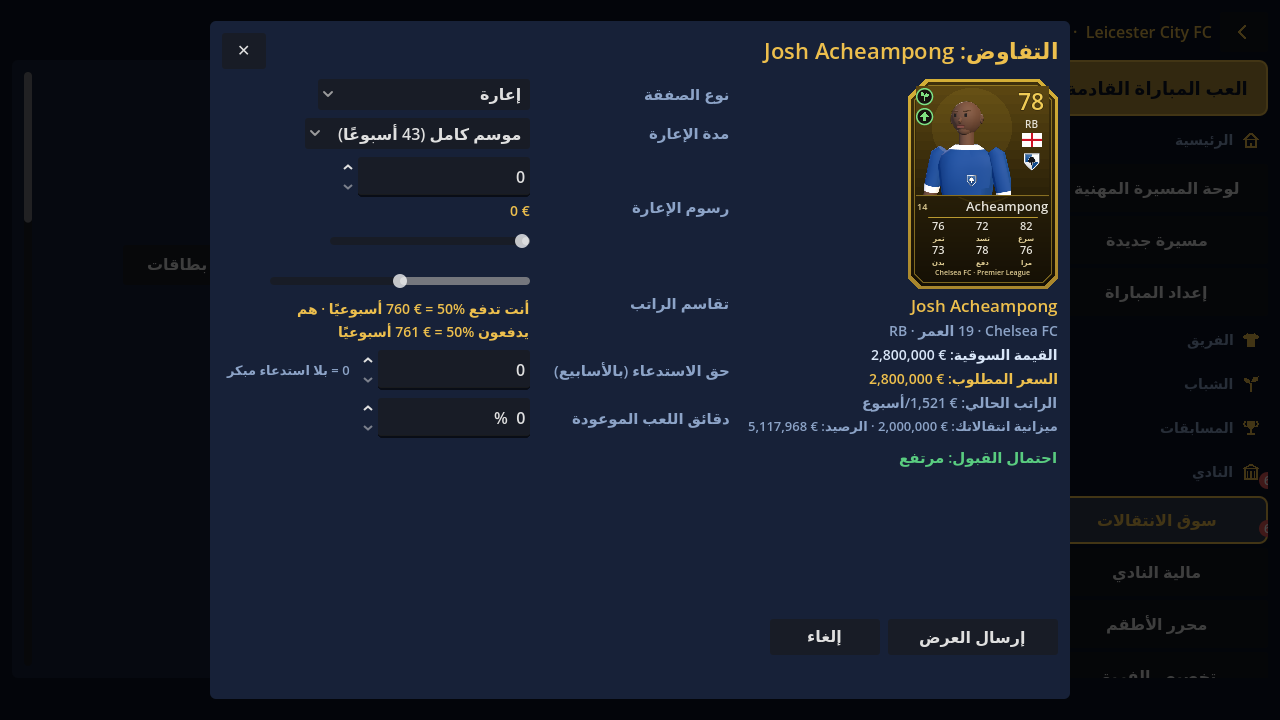 Leicester City FC ·
العب المباراة القادمة
الرئيسية
لوحة المسيرة المهنية
مسيرة جديدة
إعداد المباراة
الفريق
الشباب
المسابقات
النادي
سوق الانتقالات
مالية النادي
محرر الأطقم
بطاقات
التفاوض: Josh Acheampong
✕
78
RB
14
Acheampong
82 72 76
سرع تسد تمر
76 78 73
مرا دفع بدن
Chelsea FC · Premier League
Josh Acheampong
RB · العمر 19 · Chelsea FC
القيمة السوقية: € 2,800,000
السعر المطلوب: € 2,800,000
الراتب الحالي: € 1,521/أسبوع
ميزانية انتقالاتك: € 2,000,000 · الرصيد: € 5,117,968
احتمال القبول: مرتفع
نوع الصفقة
إعارة
مدة الإعارة
موسم كامل (43 أسبوعًا)
رسوم الإعارة
0
0 €
تقاسم الراتب
أنت تدفع 50% = € 760 أسبوعيًا · هم
يدفعون 50% = € 761 أسبوعيًا
حق الاستدعاء (بالأسابيع)
0
0 = بلا استدعاء مبكر
دقائق اللعب الموعودة
0 %
إرسال العرض
إلغاء